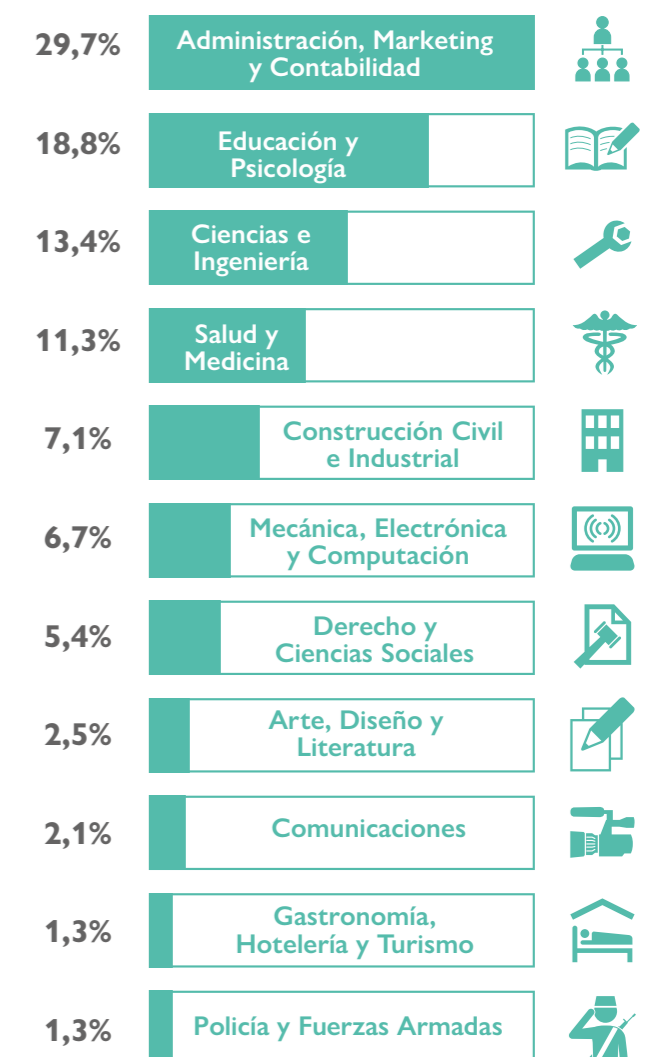 29,7%
Administración, Marketing
y Contabilidad
18,8%
Educación y
Psicología
13,4%
Ciencias e
Ingeniería
11,3%
Salud y
Medicina
7,1%
Construcción Civil
e Industrial
6,7%
Mecánica, Electrónica
y Computación
5,4%
Derecho y
Ciencias Sociales
2,5%
Arte, Diseño y
Literatura
2,1%
Comunicaciones
1,3%
Gastronomía,
Hotelería y Turismo
1,3%
Policía y Fuerzas Armadas